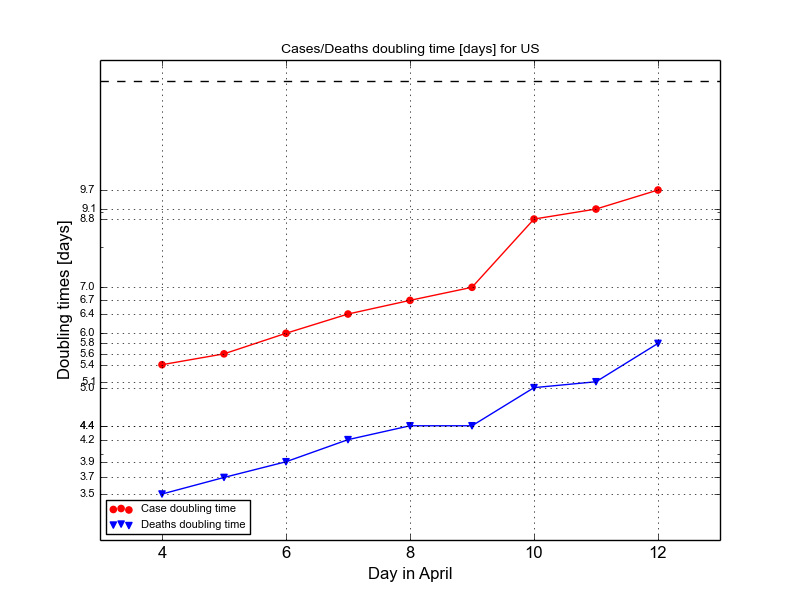 Cases/Deaths doubling time [days] for US
Doubling times [days]
9.7
9.1
8.8
7.0
6.7
6.4
6.0
5.8
5.6
5.4
5.1
5.0
4.4
4.2
3.9
3.7
3.5
Case doubling time
Deaths doubling time
4 6 8 10 12
Day in April